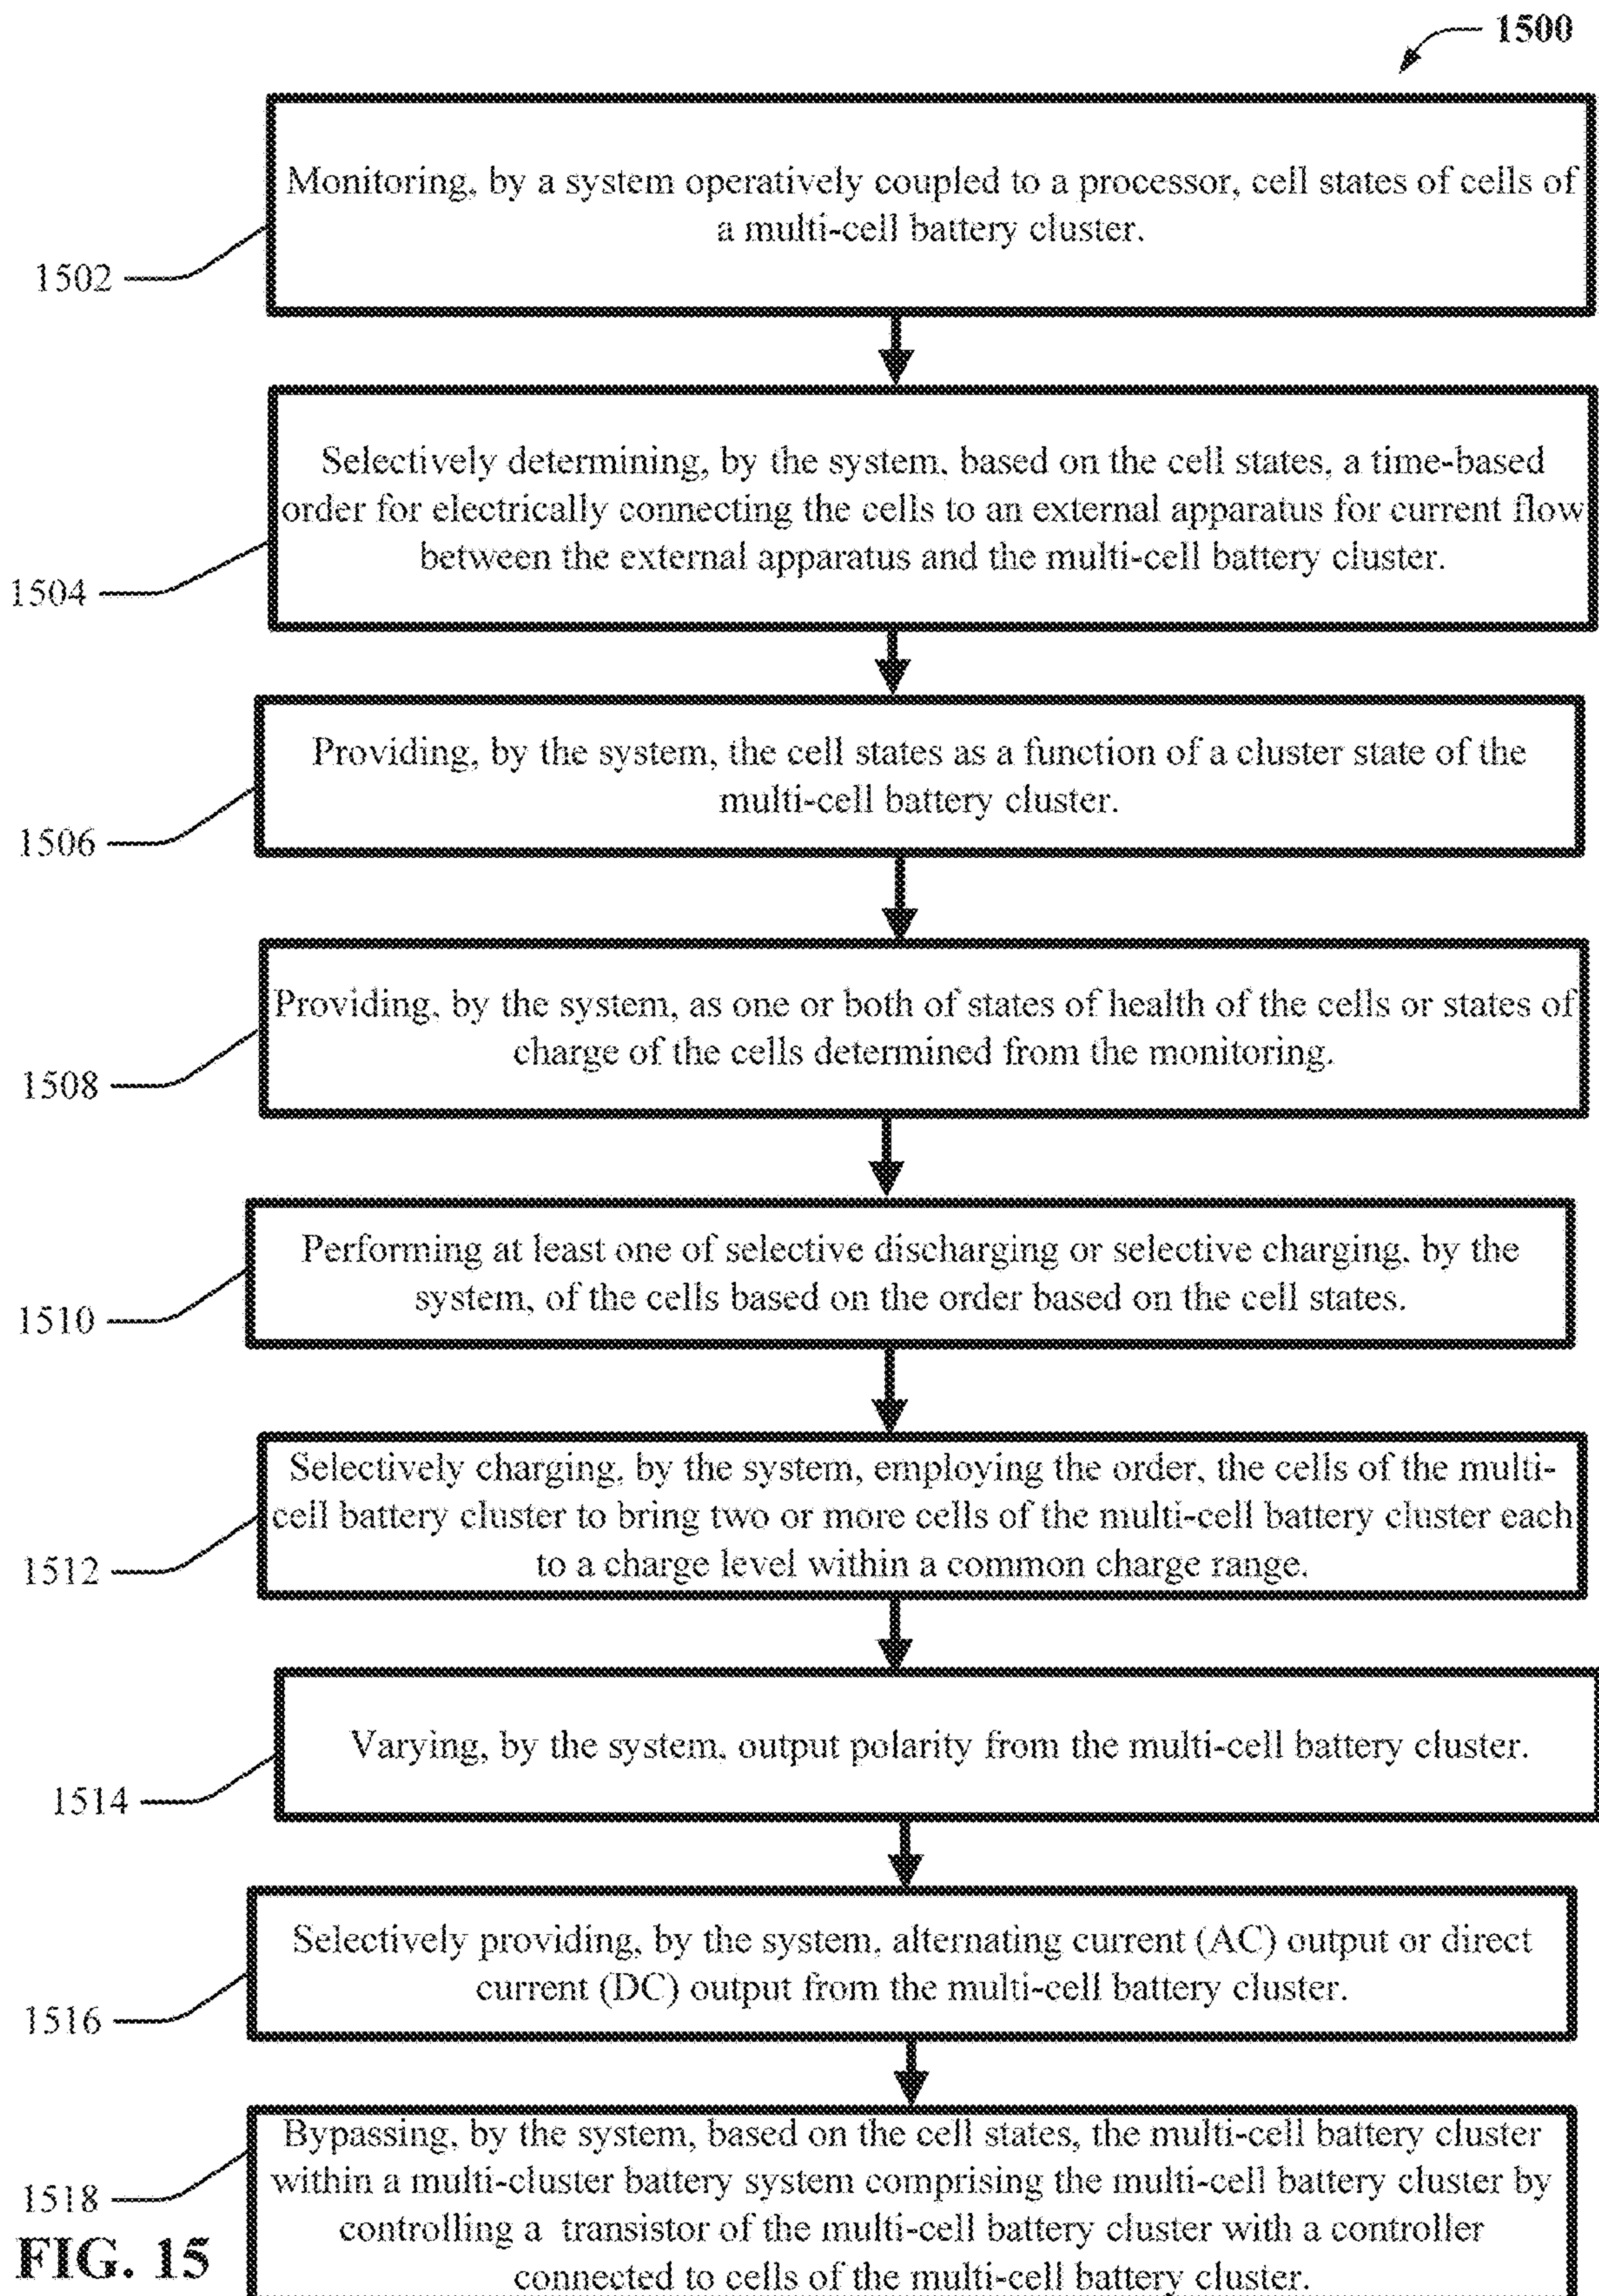 1500
Monitoring, by a system operatively coupled to a processor, cell states of cells of
a multi-cell battery cluster.
1502
Selectively determining, by the system, based on the cell states, a time-based
order for electrically connecting the cells to an external apparatus for current flow
between the external apparatus and the multi-cell battery cluster.
1504
Providing, by the system, the cell states as a function of a cluster state of the
multi-cell battery cluster.
1506
Providing, by the system, as one or both of states of health of the cells or states of
charge of the cells determined from the monitoring.
1508
Performing at least one of selective discharging or selective charging, by the
system, of the cells based on the order based on the cell states.
1510
Selectively charging, by the system, employing the order, the cells of the multi-
cell battery cluster to bring two or more cells of the multi-cell battery cluster each
to a charge level within a common charge range.
1512
Varying, by the system, output polarity from the multi-cell battery cluster.
1514
Selectively providing, by the system, alternating current (AC) output or direct
current (DC) output from the multi-cell battery cluster.
1516
Bypassing, by the system, based on the cell states, the multi-cell battery cluster
within a multi-cluster battery system comprising the multi-cell battery cluster by
controlling a transistor of the multi-cell battery cluster with a controller
connected to cells of the multi-cell battery cluster.
1518
FIG. 15